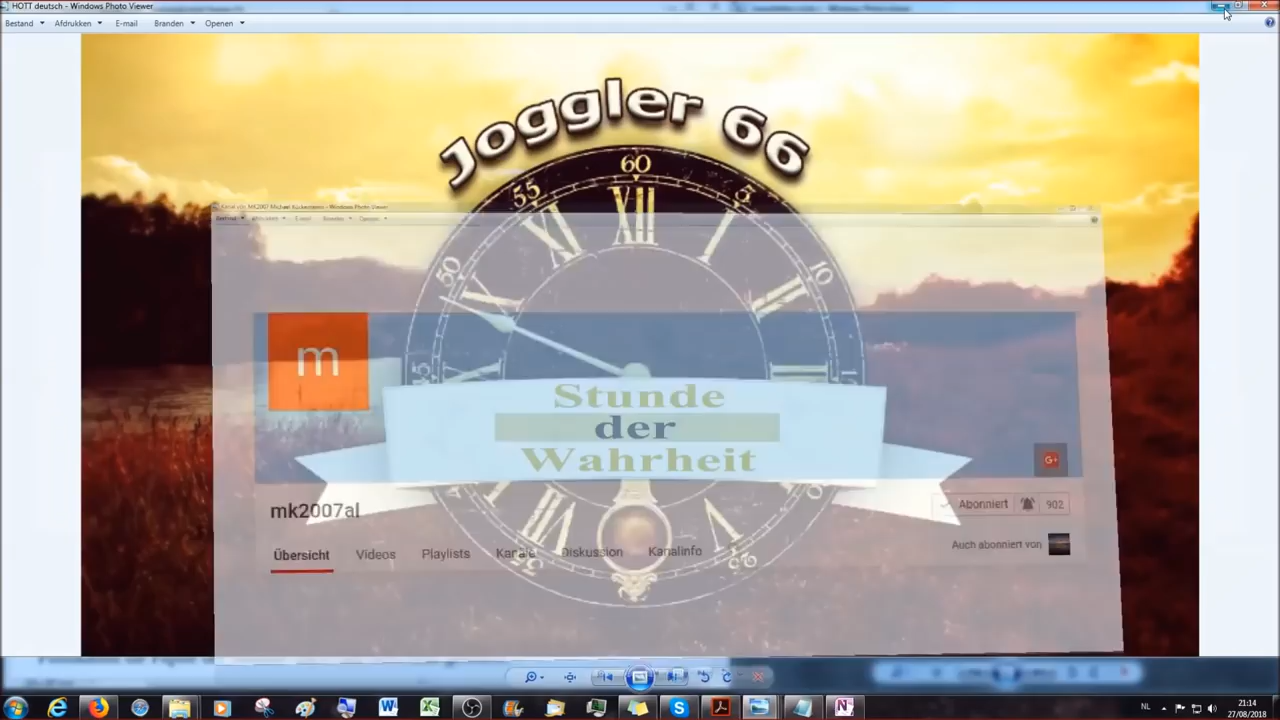 HOTT deutsch - Windows Photo Viewer
Bestand Afdrukken E-mail Branden Openen
Joggler 66
60
55 5
XII
XI I
50 10
m
Stunde
der
Wahrheit
G+
mk2007al
Abonniert 902
Übersicht Videos Playlists Kanäle Diskussion Kanalinfo
Auch abonniert von
NL
21:14
27/08/2018